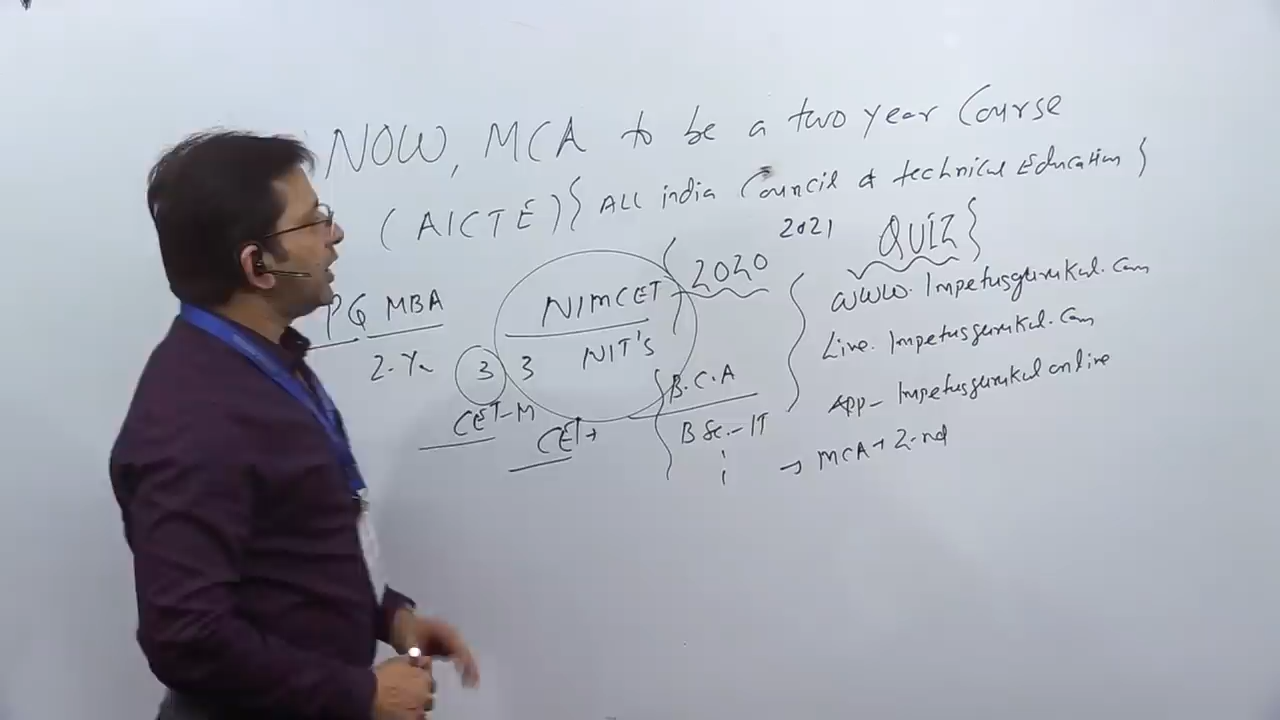 NOW, MCA to be a two year Course
(AICTE) { ALL india Council of technical Education }
2021
QUIZ }
2020
www.Impetusgurukul.com
PG MBA
NIMCET
Live.Impetusgurukul.com
2.Y.
3
3
NIT'S
B.C.A
App- Impetusgurukul online
CET-M
CET+
B Sc.-IT
→ MCA + 2.nd